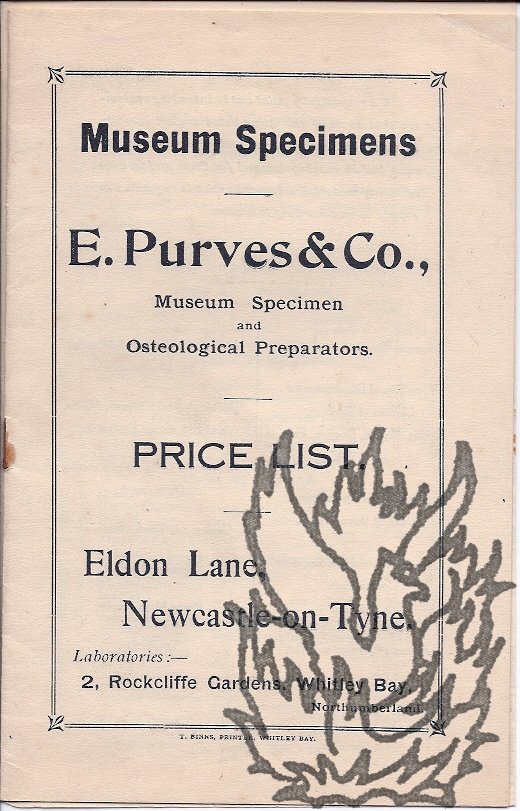 Museum Specimens
E. Purves & Co.,
Museum Specimen
and
Osteological Preparators.
PRICE LIST.
Eldon Lane,
Newcastle-on-Tyne.
Laboratories:—
2, Rockcliffe Gardens, Whitley Bay,
Northumberland.
T. BINNS, PRINTER, WHITLEY BAY.